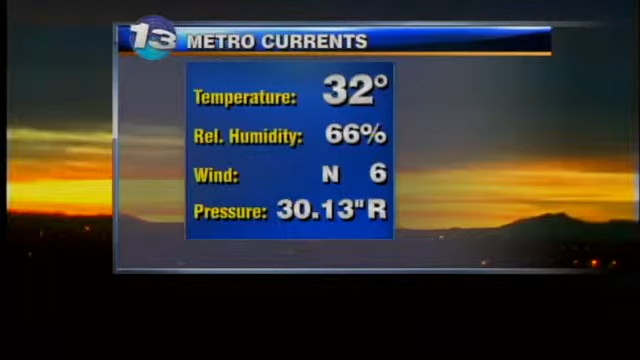 13 METRO CURRENTS
Temperature: 32°
Rel. Humidity: 66%
Wind: N 6
Pressure: 30.13"R